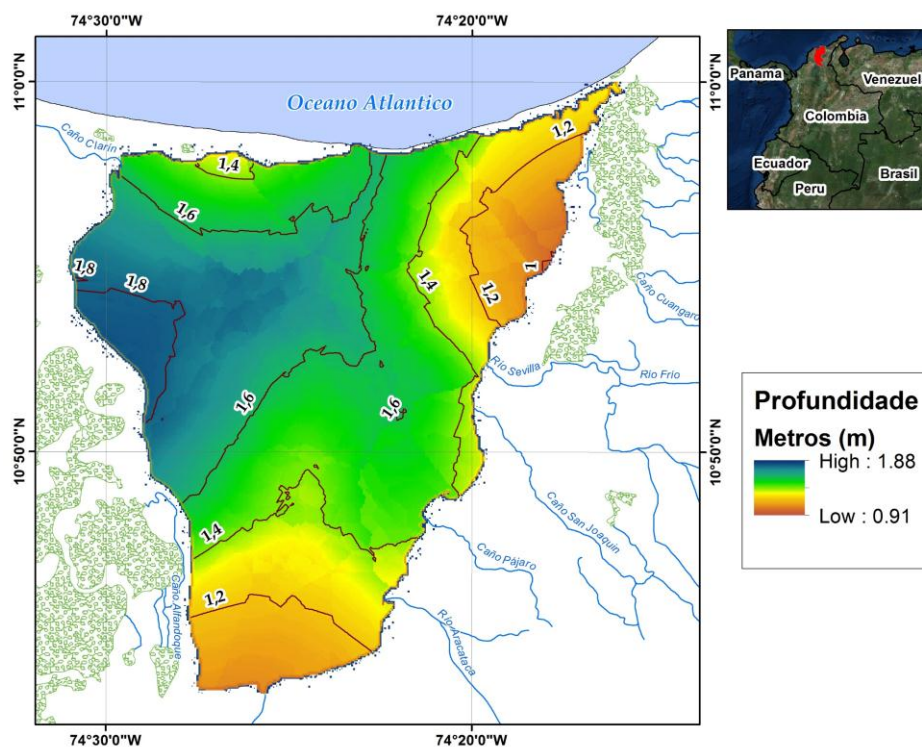 74°30'0"W
74°20'0"W
11°0'0"N
11°0'0"N
Oceano Atlantico
Caño Clarín
1,2
1,4
1,6
1,8
1,8
1
1,4
1,2
Caño Cuangaro
Rio Sevilla
Rio Frio
1,6
1,6
10°50'0"N
10°50'0"N
Caño San Joaquin
1,4
Caño Pájaro
1,2
Caño Alfandoque
Rio Aracataca
74°30'0"W
74°20'0"W
Panama
Venezuel
Colombia
Ecuador
Peru
Brasil
Profundidade
Metros (m)
High : 1.88
Low : 0.91